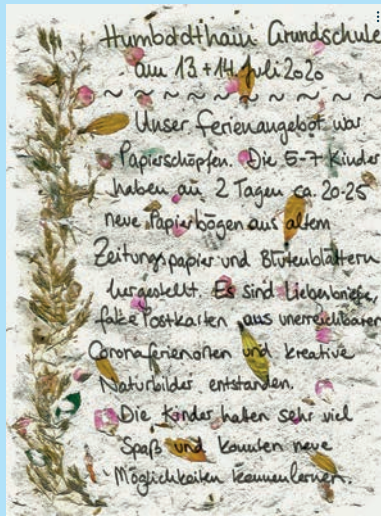 Humboldthain Grundschule
am 13.+14. Juli 2020
Unser Ferienangebot war
Papierschöpfen. Die 5-7 Kinder
haben an 2 Tagen ca. 20-25
neue Papierbögen aus altem
Zeitungspapier und Blütenblättern
hergestellt. Es sind Liebesbriefe,
fake Postkarten aus unerreichbaren
Coronaferienorten und kreative
Naturbilder entstanden.
Die Kinder hatten sehr viel
Spaß und konnten neue
Möglichkeiten kennenlernen.